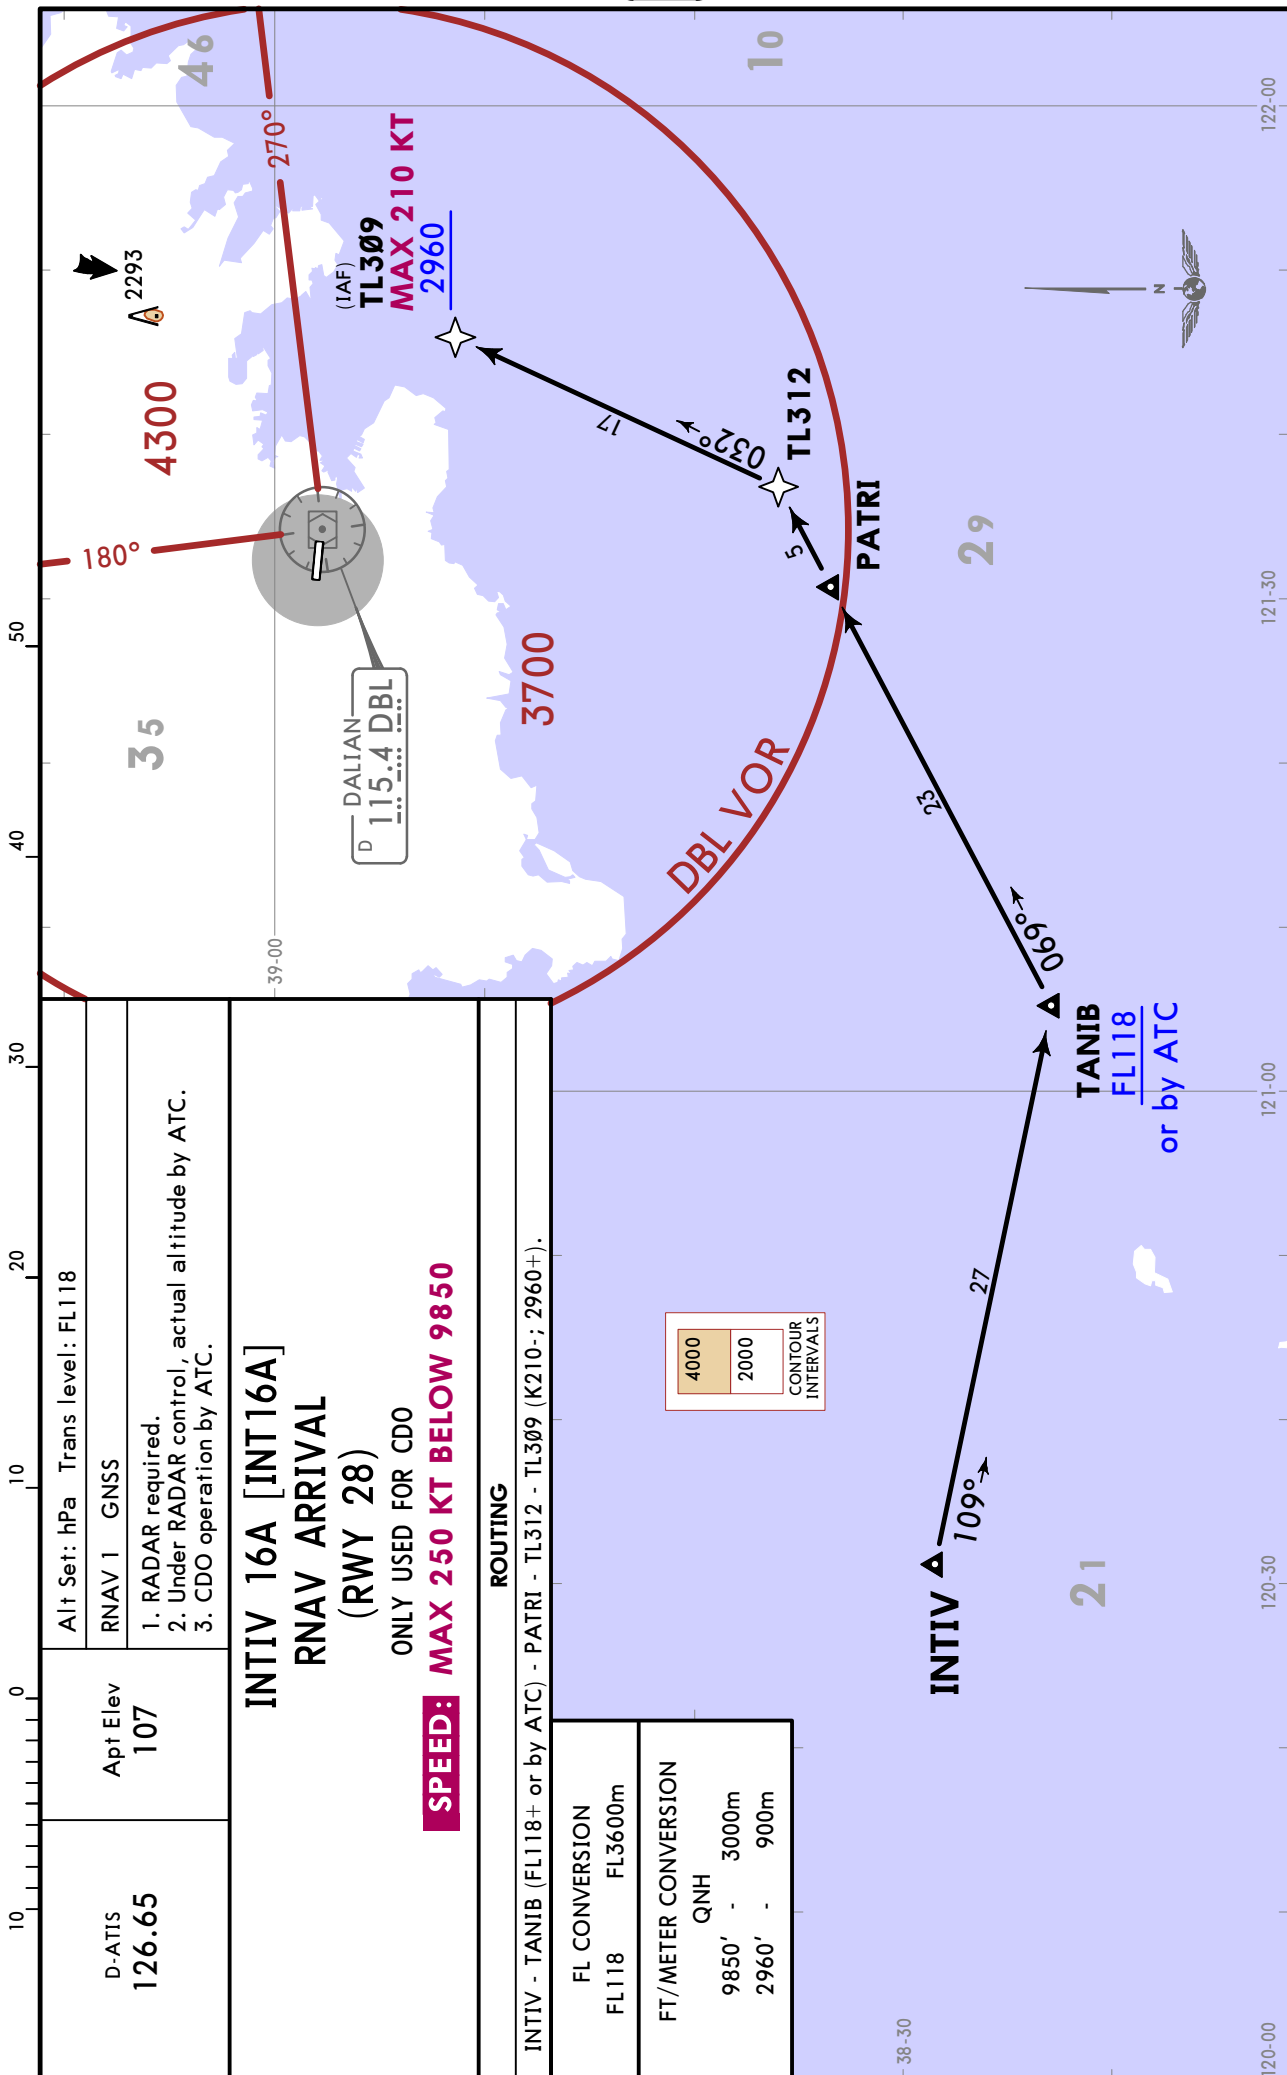 D-ATIS
126.65
Apt Elev
107
Alt Set: hPa Trans level: FL118
RNAV 1 GNSS
1. RADAR required.
2. Under RADAR control, actual altitude by ATC.
3. CDO operation by ATC.
INTIV 16A [INT16A]
RNAV ARRIVAL
(RWY 28)
ONLY USED FOR CDO
SPEED: MAX 250 KT BELOW 9850
ROUTING
INTIV - TANIB (FL118+ or by ATC) - PATRI - TL312 - TL3Ø9 (K210-; 2960+).
FL CONVERSION
FL118 FL3600m
FT/METER CONVERSION
QNH
9850' - 3000m
2960' - 900m
10
0
10
20
30
40
50
35
46
180°
4300
2293
270°
39-00
DALIAN
D 115.4 DBL
(IAF)
TL3Ø9
MAX 210 KT
2960
3700
17
032°
TL312
10
DBL VOR
5
PATRI
29
4000
2000
CONTOUR
INTERVALS
23
069°
TANIB
FL118
or by ATC
27
109°
INTIV
21
N
38-30
120-00
120-30
121-00
121-30
122-00